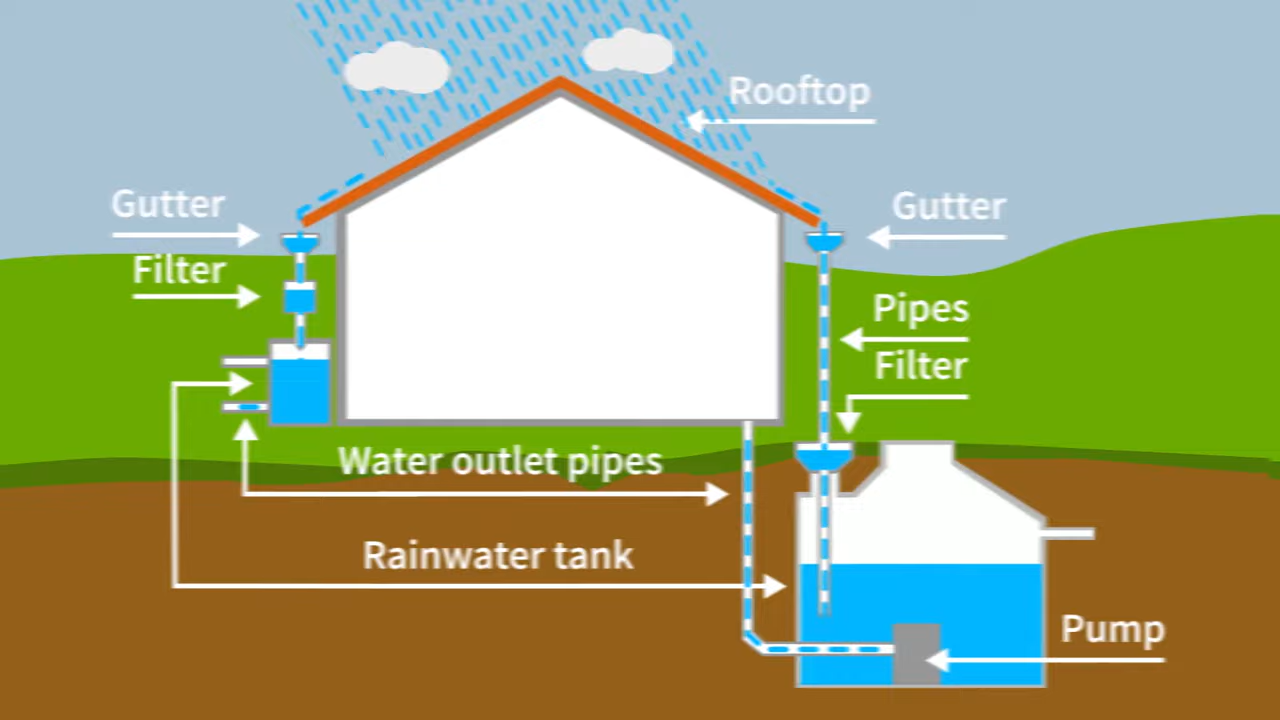 Rooftop
Gutter
Gutter
Filter
Pipes
Filter
Water outlet pipes
Rainwater tank
Pump